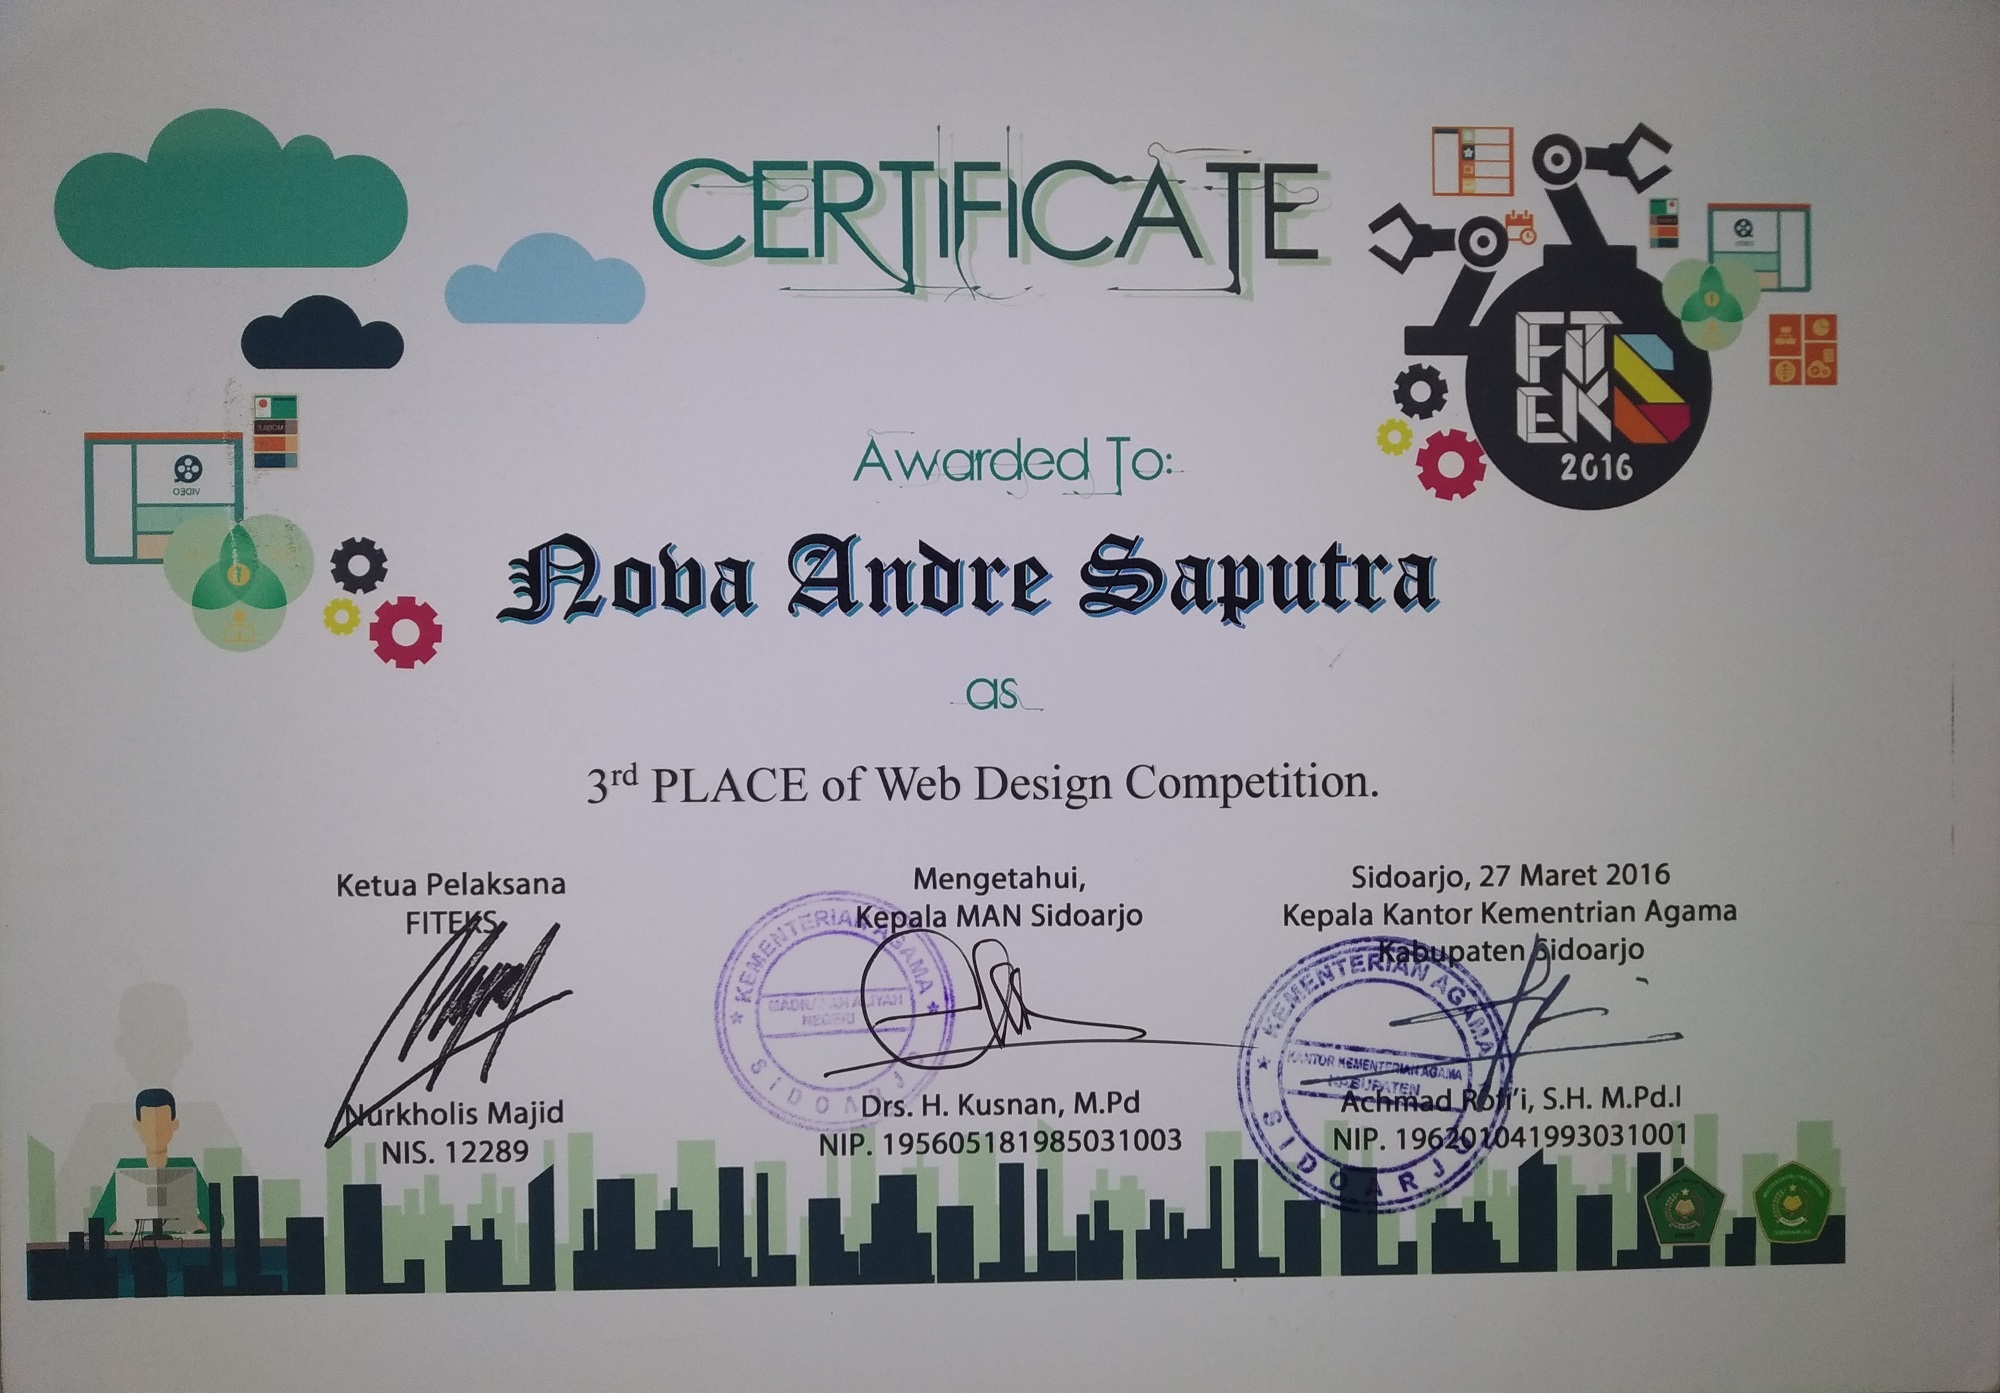 CERTIFICATE
FITEKS
2016
Awarded To:
VIDEO
Nova Andre Saputra
as
3rd PLACE of Web Design Competition.
Ketua Pelaksana
FITEKS
Nurkholis Majid
NIS. 12289
Mengetahui,
Kepala MAN Sidoarjo
KEMENTERIAN AGAMA
MADRASAH ALIYAH
NEGERI
SIDOARJO
Drs. H. Kusnan, M.Pd
NIP. 195605181985031003
Sidoarjo, 27 Maret 2016
Kepala Kantor Kementrian Agama
Kabupaten Sidoarjo
KEMENTERIAN AGAMA
KANTOR KEMENTERIAN AGAMA
KABUPATEN
SIDOARJO
Achmad Rofi'i, S.H. M.Pd.I
NIP. 196201041993031001